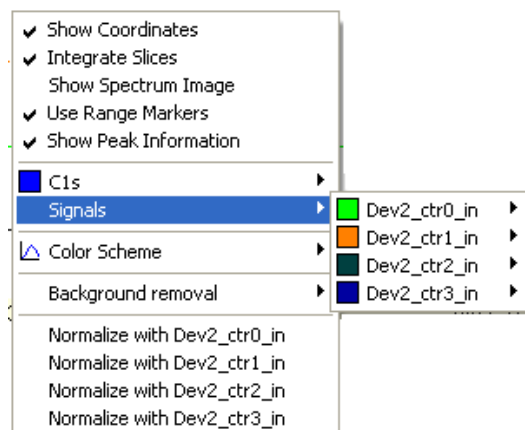 Show Coordinates
Integrate Slices
Show Spectrum Image
Use Range Markers
Show Peak Information
C1s
Signals
Color Scheme
Background removal
Normalize with Dev2_ctr0_in
Normalize with Dev2_ctr1_in
Normalize with Dev2_ctr2_in
Normalize with Dev2_ctr3_in
Dev2_ctr0_in
Dev2_ctr1_in
Dev2_ctr2_in
Dev2_ctr3_in